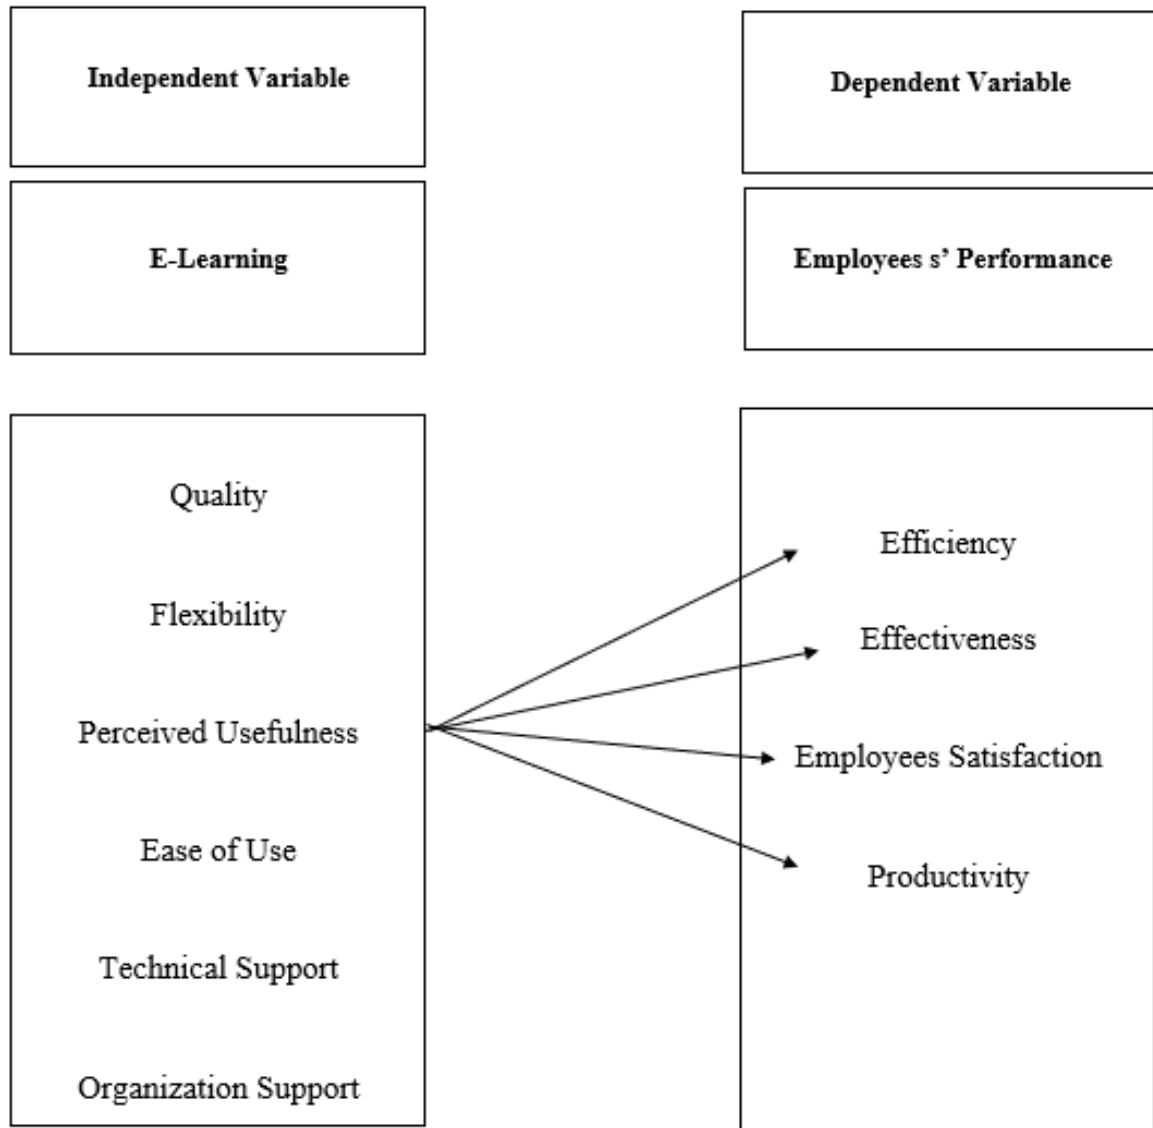 Independent Variable
Dependent Variable
E-Learning
Employees s’ Performance
Quality
Flexibility
Perceived Usefulness
Ease of Use
Technical Support
Organization Support
Efficiency
Effectiveness
Employees Satisfaction
Productivity